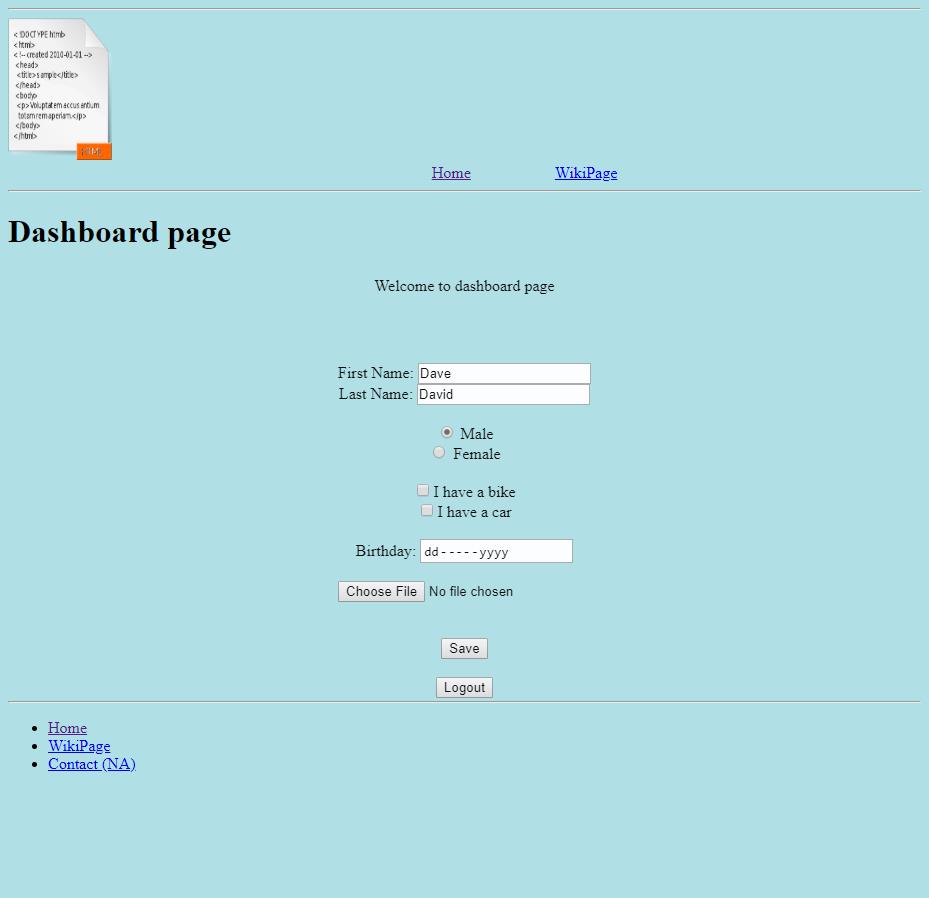 < !DOCTYPE html>
< html>
< !-- created 2010-01-01 -->
<head>
<title>sample</title>
</head>
<body>
<p>Voluptatem accusantium
totam rem aperiam.</p>
</body>
</html>
HTML
Home WikiPage
Dashboard page
Welcome to dashboard page
First Name: Dave
Last Name: David
Male
Female
I have a bike
I have a car
Birthday: dd-----yyyy
Choose File No file chosen
Save
Logout
Home
WikiPage
Contact (NA)